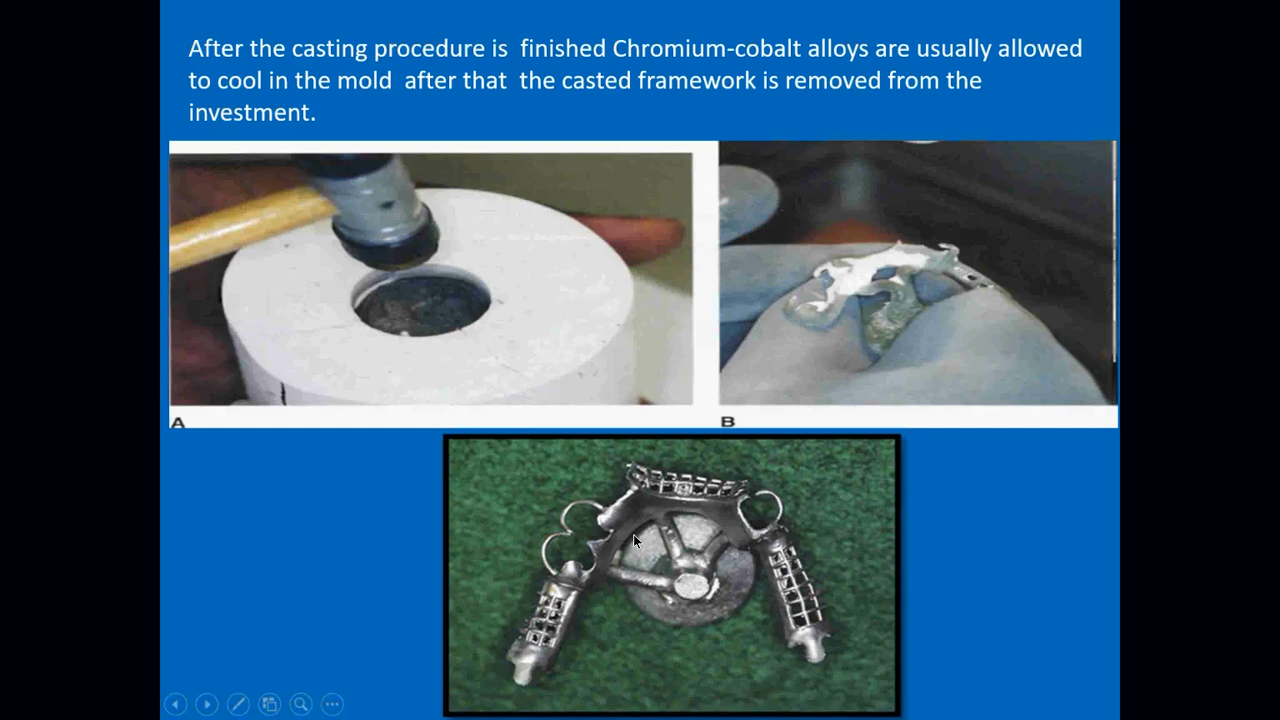 After the casting procedure is  finished Chromium-cobalt alloys are usually allowed
to cool in the mold  after that  the casted framework is removed from the
investment.
A
B